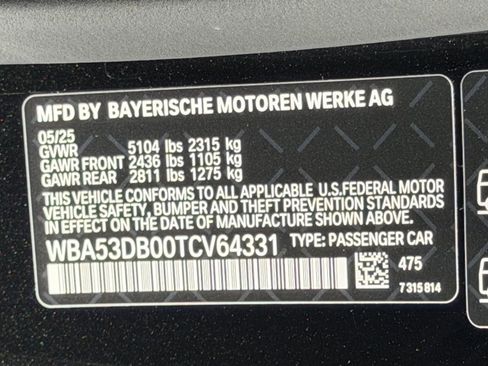 MFD BY BAYERISCHE MOTOREN WERKE AG
05/25
GVWR 5104 lbs 2315 kg
GAWR FRONT 2436 lbs 1105 kg
GAWR REAR 2811 lbs 1275 kg
THIS VEHICLE CONFORMS TO ALL APPLICABLE U.S.FEDERAL MOTOR
VEHICLE SAFETY, BUMPER AND THEFT PREVENTION STANDARDS
IN EFFECT ON THE DATE OF MANUFACTURE SHOWN ABOVE.
WBA53DB00TCV64331 TYPE: PASSENGER CAR
475
7 315 814